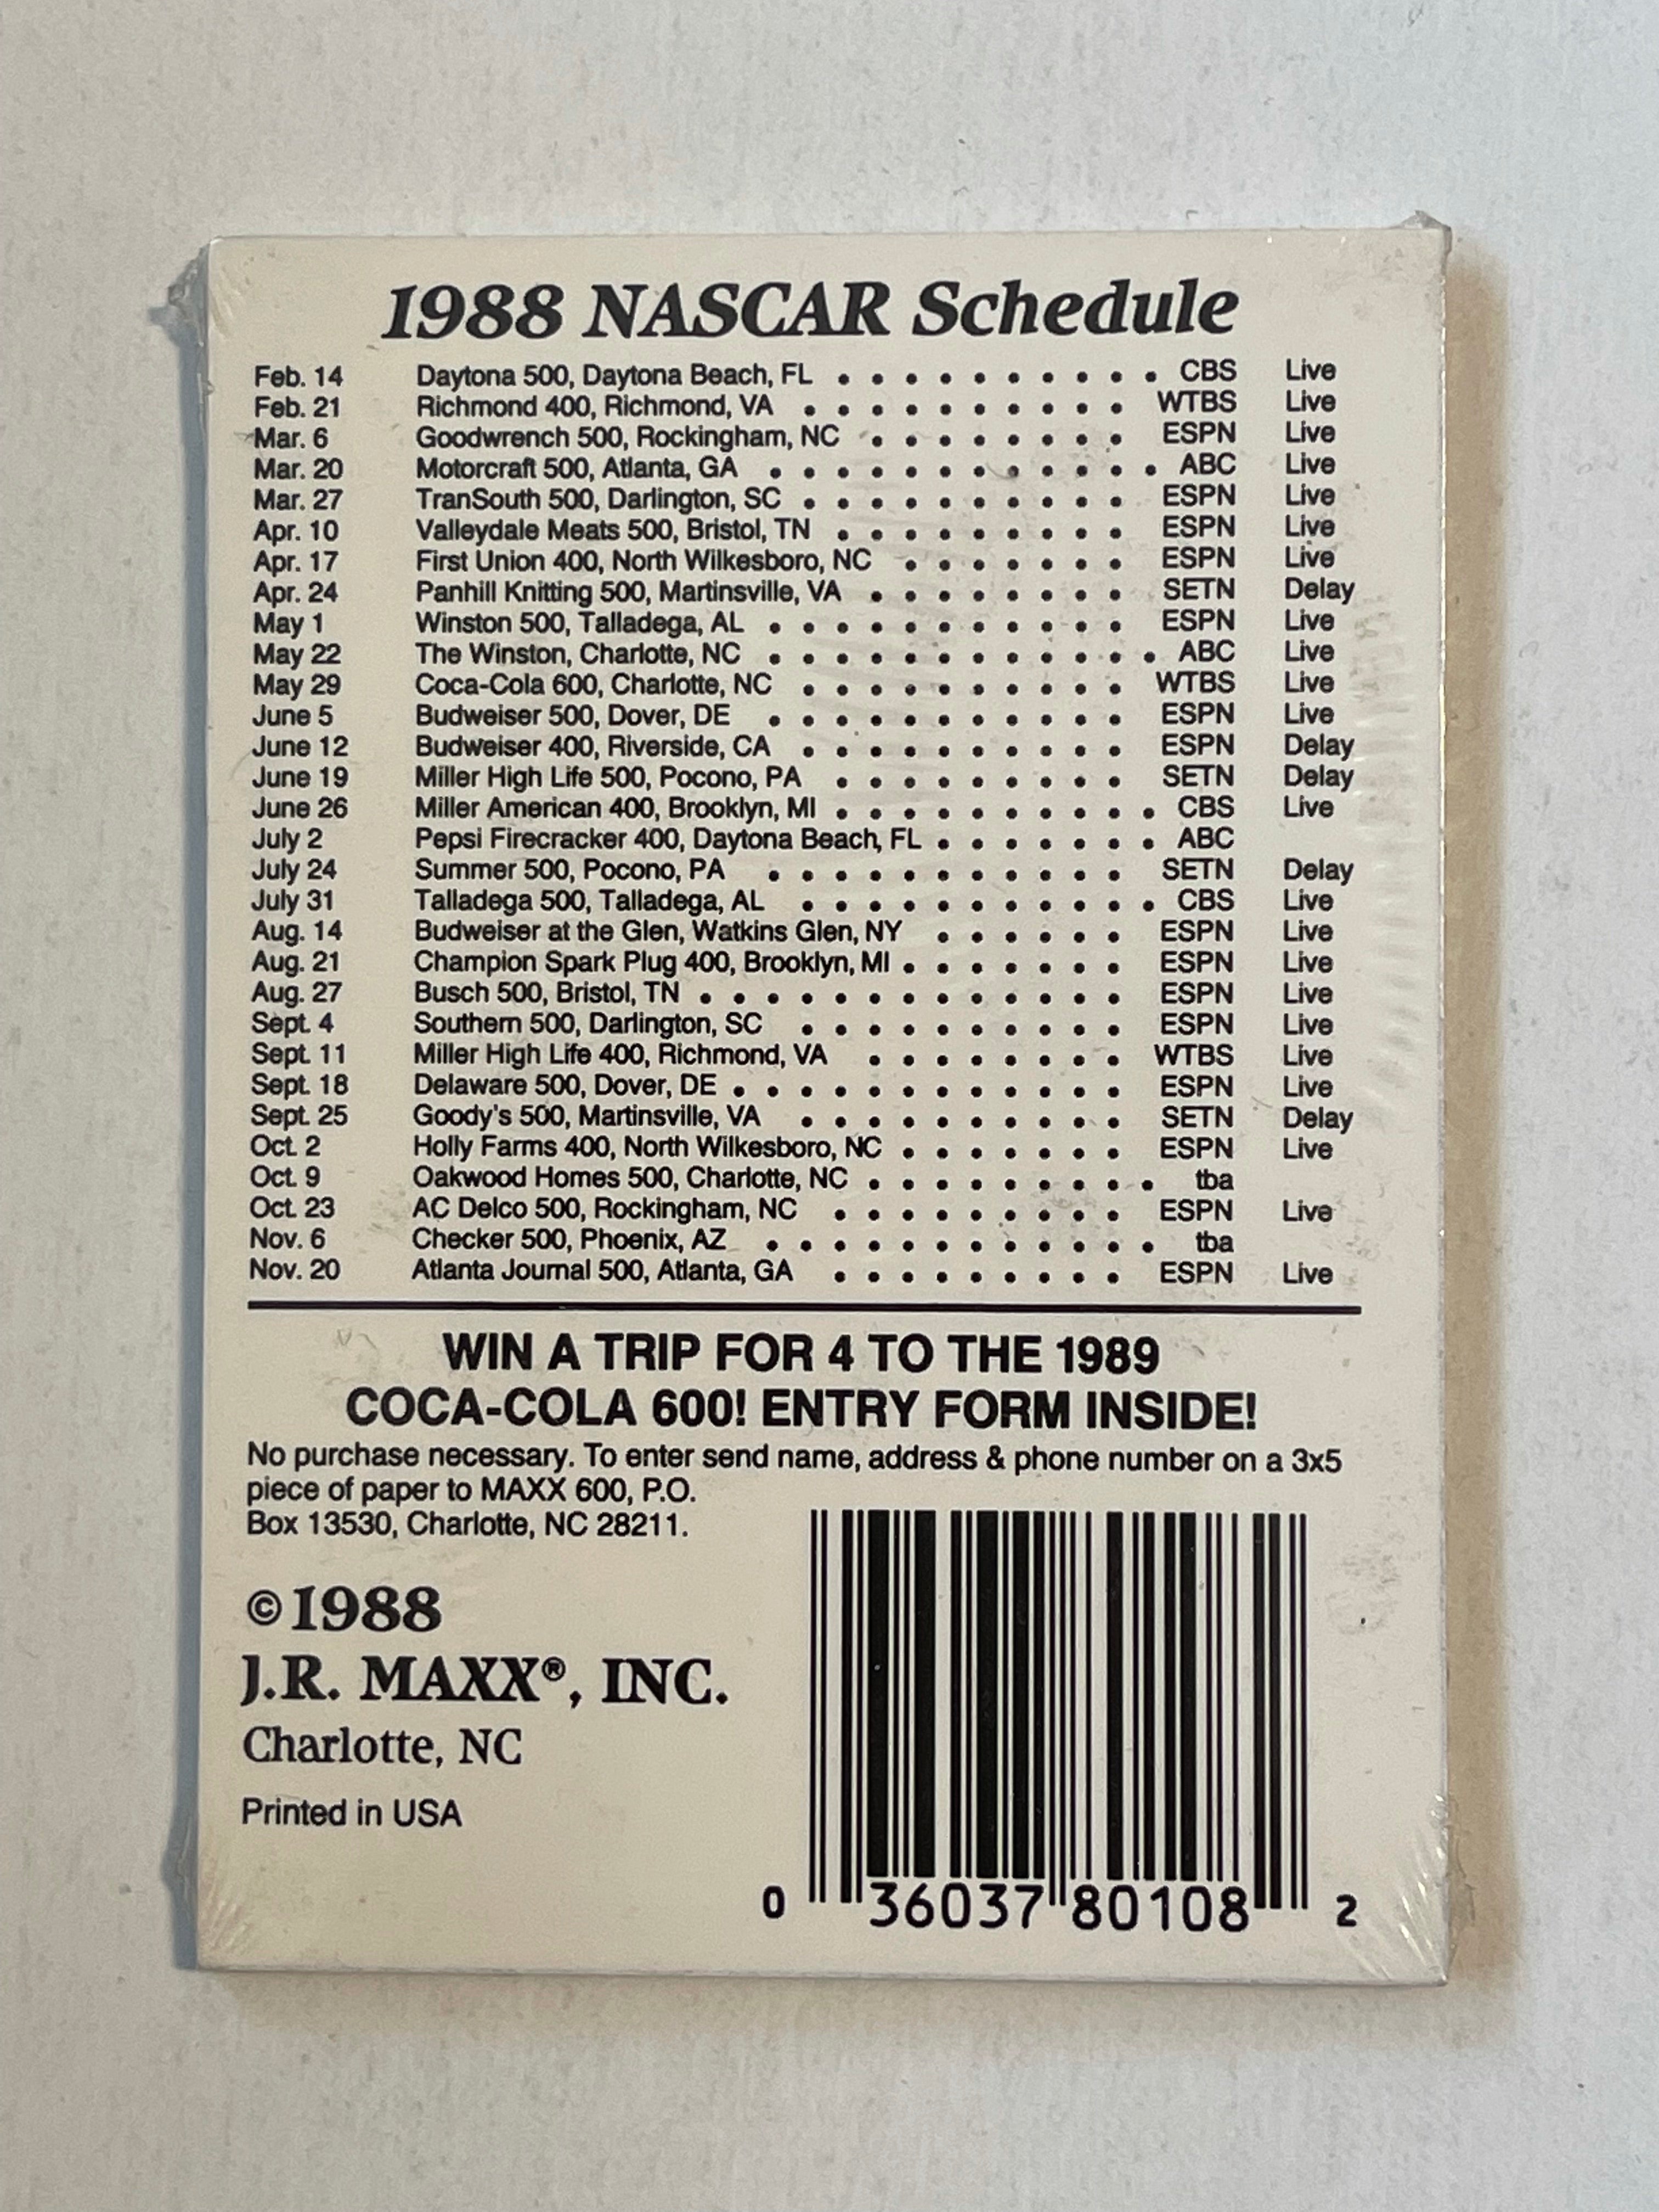 1988 NASCAR Schedule
Feb. 14 Daytona 500, Daytona Beach, FL . . . . . . . . . . CBS Live
Feb. 21 Richmond 400, Richmond, VA . . . . . . . . . . WTBS Live
Mar. 6 Goodwrench 500, Rockingham, NC . . . . . . . . ESPN Live
Mar. 20 Motorcraft 500, Atlanta, GA . . . . . . . . . . . . ABC Live
Mar. 27 TranSouth 500, Darlington, SC . . . . . . . . . . ESPN Live
Apr. 10 Valleydale Meats 500, Bristol, TN . . . . . . . . . ESPN Live
Apr. 17 First Union 400, North Wilkesboro, NC . . . . . . . ESPN Live
Apr. 24 Panhill Knitting 500, Martinsville, VA . . . . . . . . SETN Delay
May 1 Winston 500, Talladega, AL . . . . . . . . . . . ESPN Live
May 22 The Winston, Charlotte, NC . . . . . . . . . . . . ABC Live
May 29 Coca-Cola 600, Charlotte, NC . . . . . . . . . . WTBS Live
June 5 Budweiser 500, Dover, DE . . . . . . . . . . . ESPN Live
June 12 Budweiser 400, Riverside, CA . . . . . . . . . . ESPN Delay
June 19 Miller High Life 500, Pocono, PA . . . . . . . . . SETN Delay
June 26 Miller American 400, Brooklyn, MI . . . . . . . . . . CBS Live
July 2 Pepsi Firecracker 400, Daytona Beach, FL . . . . . . . ABC
July 24 Summer 500, Pocono, PA . . . . . . . . . . . SETN Delay
July 31 Talladega 500, Talladega, AL . . . . . . . . . . . CBS Live
Aug. 14 Budweiser at the Glen, Watkins Glen, NY . . . . . . ESPN Live
Aug. 21 Champion Spark Plug 400, Brooklyn, MI . . . . . . . ESPN Live
Aug. 27 Busch 500, Bristol, TN . . . . . . . . . . . . . ESPN Live
Sept. 4 Southern 500, Darlington, SC . . . . . . . . . . ESPN Live
Sept. 11 Miller High Life 400, Richmond, VA . . . . . . . . WTBS Live
Sept. 18 Delaware 500, Dover, DE . . . . . . . . . . . . ESPN Live
Sept. 25 Goody's 500, Martinsville, VA . . . . . . . . . . SETN Delay
Oct. 2 Holly Farms 400, North Wilkesboro, NC . . . . . . . ESPN Live
Oct. 9 Oakwood Homes 500, Charlotte, NC . . . . . . . . . tba
Oct. 23 AC Delco 500, Rockingham, NC . . . . . . . . . ESPN Live
Nov. 6 Checker 500, Phoenix, AZ . . . . . . . . . . . . tba
Nov. 20 Atlanta Journal 500, Atlanta, GA . . . . . . . . . ESPN Live
WIN A TRIP FOR 4 TO THE 1989
COCA-COLA 600! ENTRY FORM INSIDE!
No purchase necessary. To enter send name, address & phone number on a 3x5
piece of paper to MAXX 600, P.O.
Box 13530, Charlotte, NC 28211.
©1988
J.R. MAXX®, INC.
Charlotte, NC
Printed in USA
0 36037 80108 2